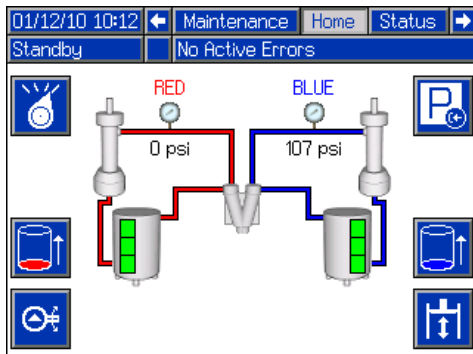 01/12/10 10:12 Maintenance Home Status
Standby No Active Errors
RED BLUE
0 psi 107 psi
P